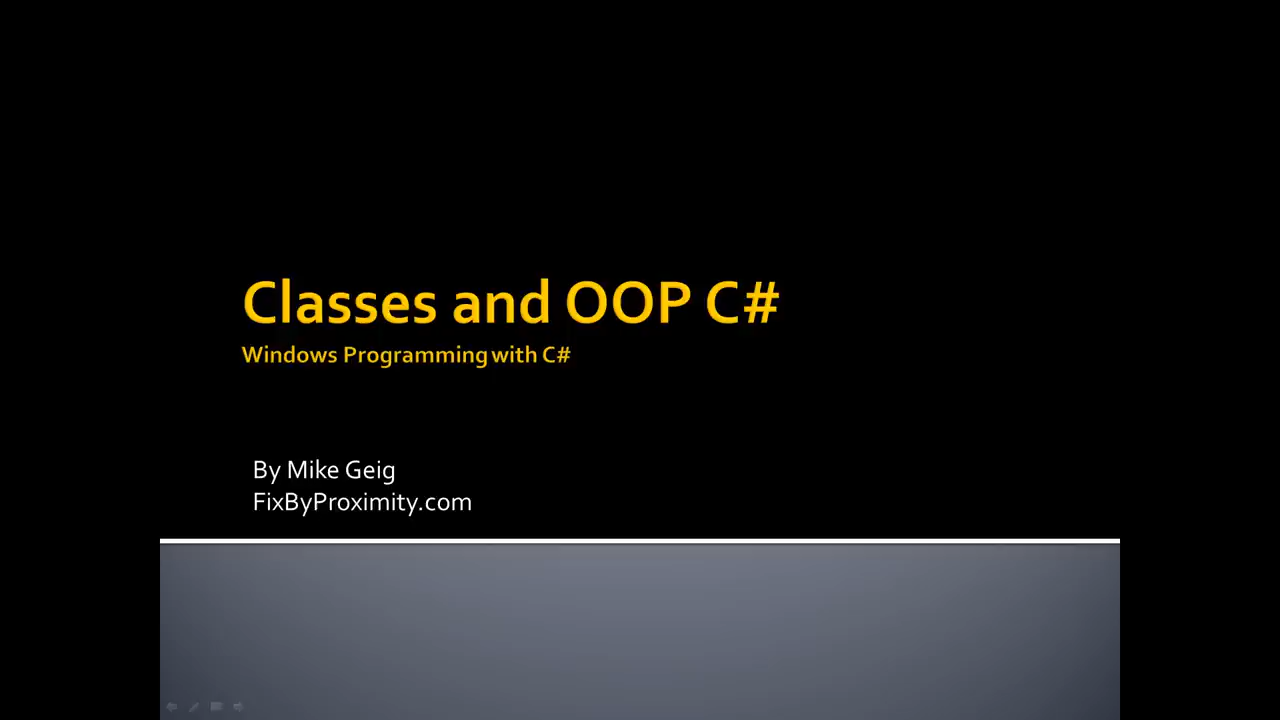 Classes and OOP C#
Windows Programming with C#
By Mike Geig
FixByProximity.com